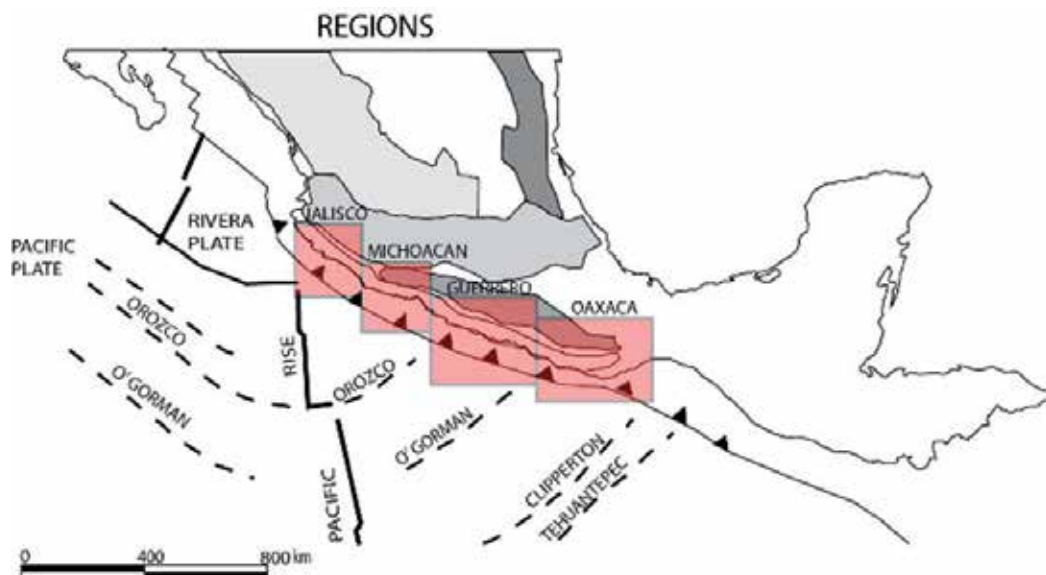 REGIONS
JALISCO
RIVERA
PLATE
MICHOACAN
PACIFIC
PLATE
GUERRERO
OAXACA
OROZCO
RISE
OROZCO
O' GORMAN
O' GORMAN
CLIPPERTON
TEHUANTEPEC
PACIFIC
0
400
800 km